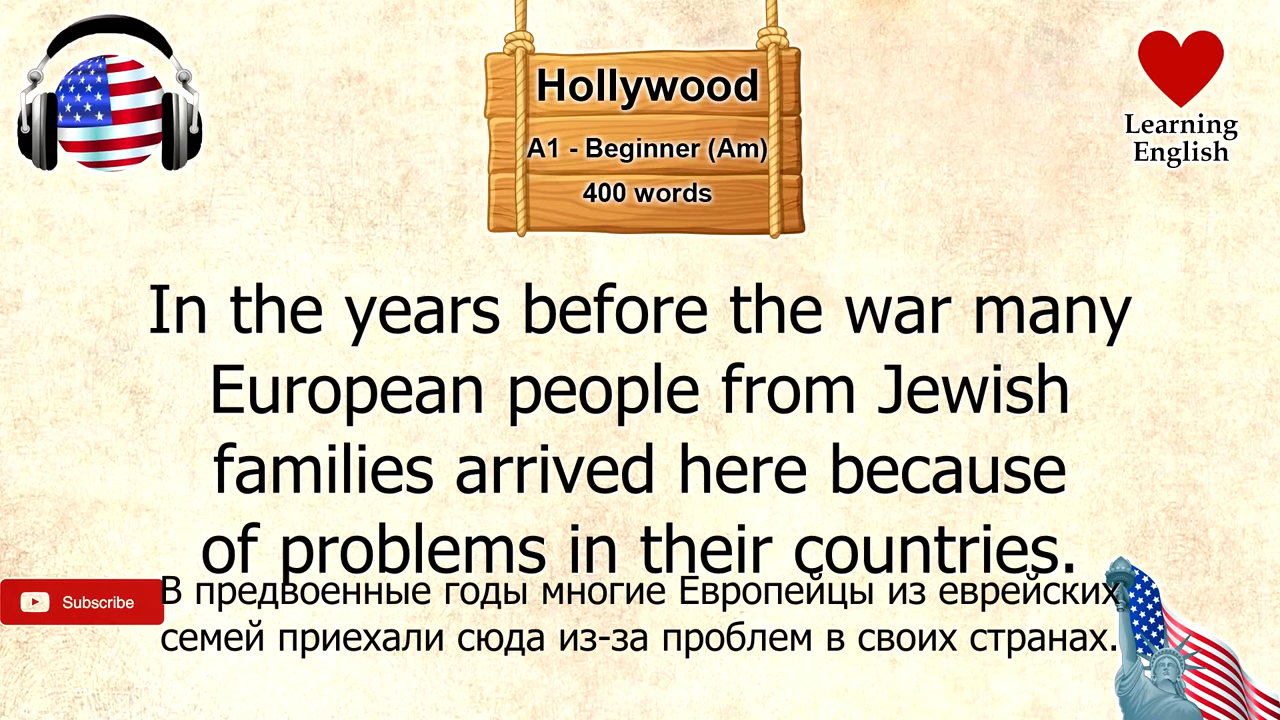 Hollywood
A1 - Beginner (Am)
400 words
Learning
English
In the years before the war many
European people from Jewish
families arrived here because
of problems in their countries.
Subscribe
В предвоенные годы многие Европейцы из еврейских
семей приехали сюда из-за проблем в своих странах.